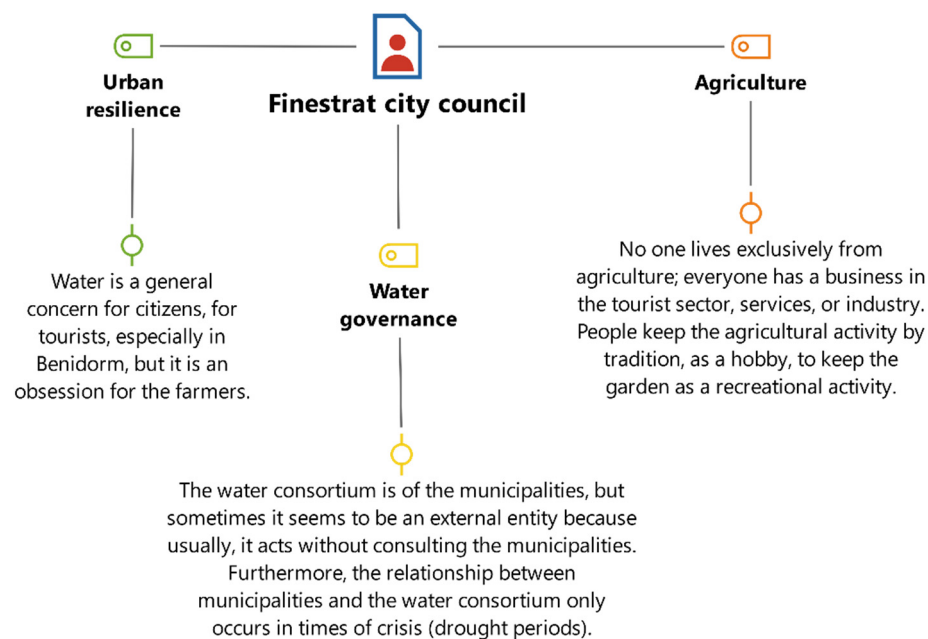 Urban
resilience
Finestrat city council
Agriculture
Water is a general
concern for citizens, for
tourists, especially in
Benidorm, but it is an
obsession for the farmers.
Water
governance
No one lives exclusively from
agriculture; everyone has a business in
the tourist sector, services, or industry.
People keep the agricultural activity by
tradition, as a hobby, to keep the
garden as a recreational activity.
The water consortium is of the municipalities, but
sometimes it seems to be an external entity because
usually, it acts without consulting the municipalities.
Furthermore, the relationship between
municipalities and the water consortium only
occurs in times of crisis (drought periods).